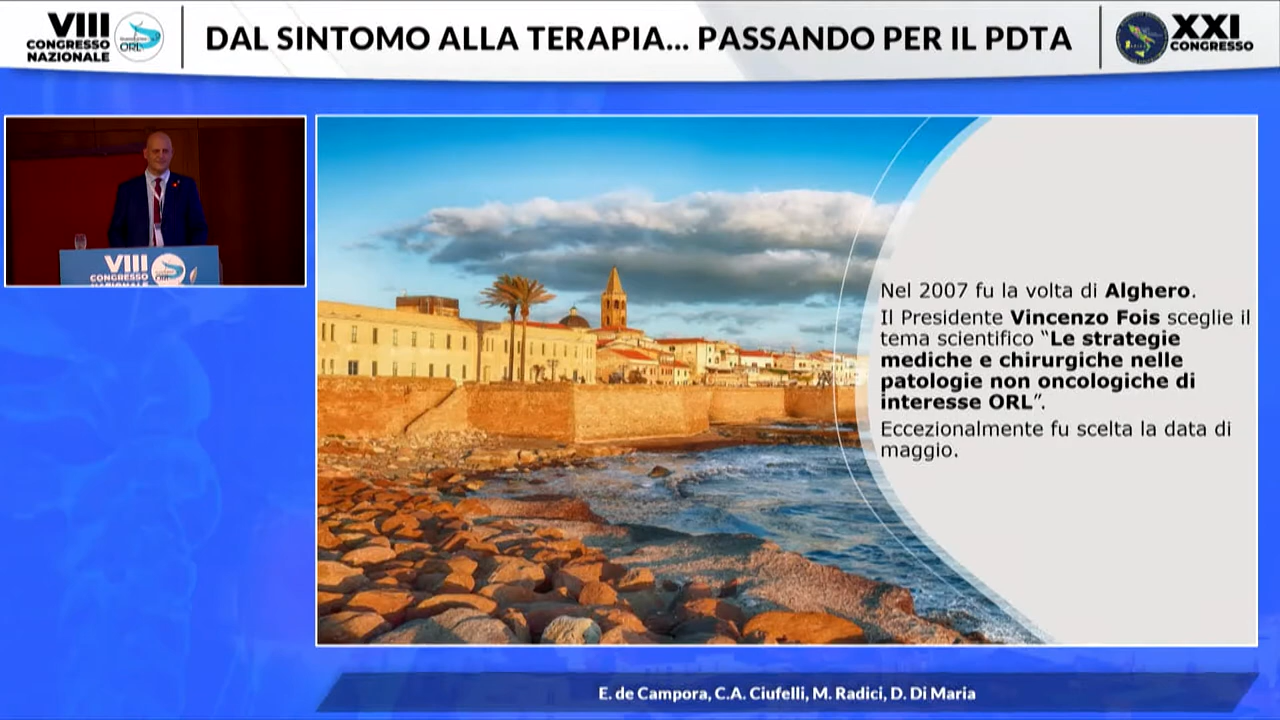 VIII
CONGRESSO
NAZIONALE
ORL
DAL SINTOMO ALLA TERAPIA... PASSANDO PER IL PDTA
XXI
CONGRESSO
VIII
CONGRESSO
NAZIONALE
Nel 2007 fu la volta di Alghero.
Il Presidente Vincenzo Fois sceglie il
tema scientifico “Le strategie
mediche e chirurgiche nelle
patologie non oncologiche di
interesse ORL”.
Eccezionalmente fu scelta la data di
maggio.
E. de Campora, C.A. Ciufelli, M. Radici, D. Di Maria